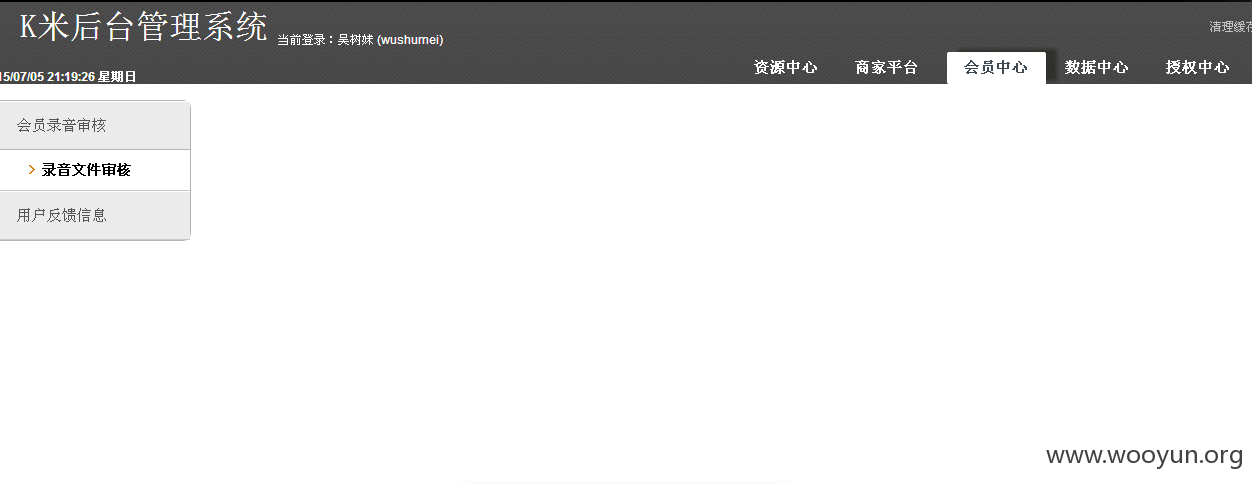 K米后台管理系统
当前登录：吴树妹 (wushumei)
清理缓存
资源中心 商家平台 会员中心 数据中心 授权中心
15/07/05 21:19:26 星期日
会员录音审核
录音文件审核
用户反馈信息
www.wooyun.org